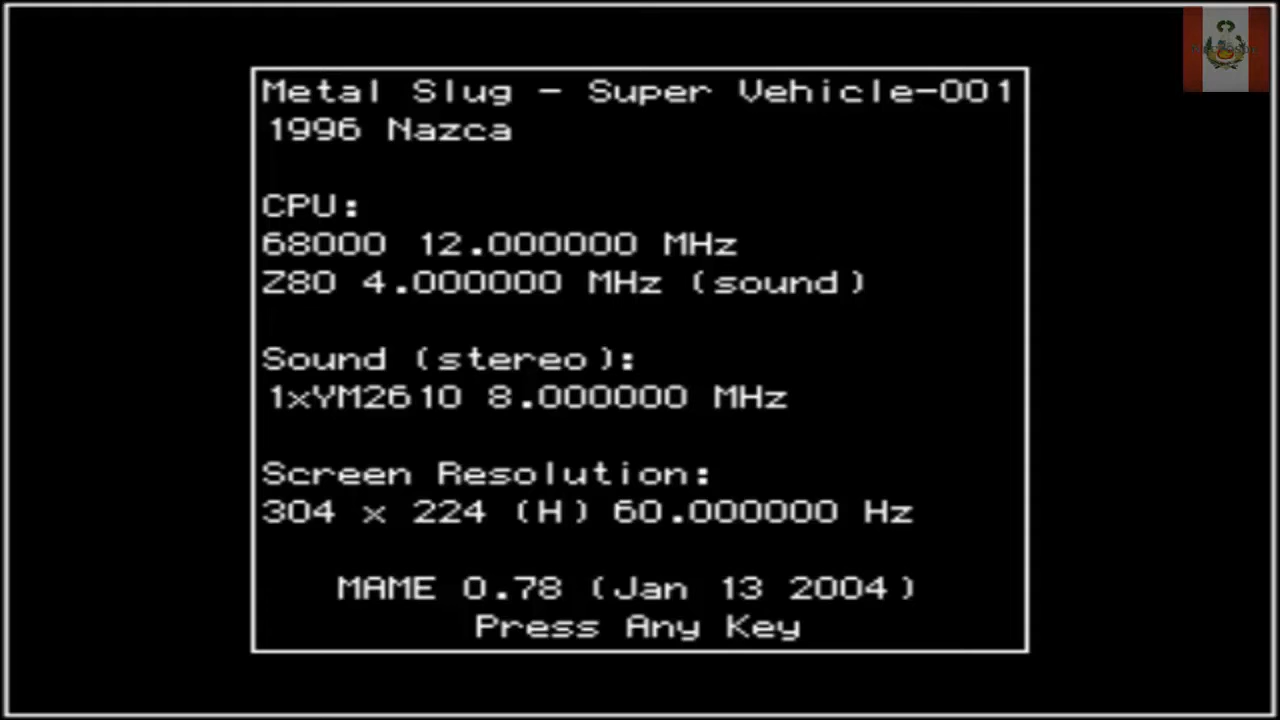 Metal Slug - Super Vehicle-001
1996 Nazca
CPU:
68000 12.000000 MHz
Z80 4.000000 MHz (sound)
Sound (stereo):
1xYM2610 8.000000 MHz
Screen Resolution:
304 x 224 (H) 60.000000 Hz
MAME 0.78 (Jan 13 2004)
Press Any Key